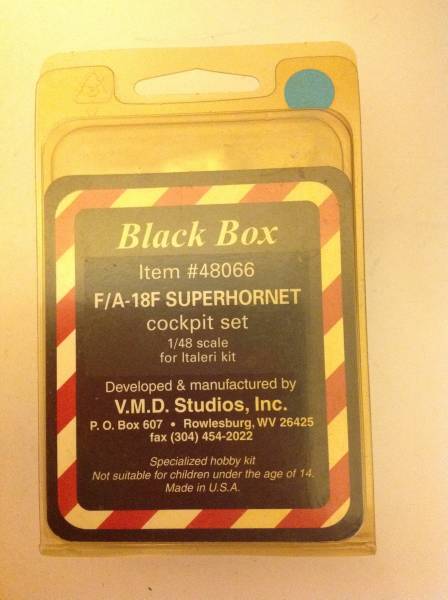 Black Box
Item #48066
F/A-18F SUPERHORNET
cockpit set
1/48 scale
for Italeri kit
Developed & manufactured by
V.M.D. Studios, Inc.
P. O. Box 607 • Rowlesburg, WV 26425
fax (304) 454-2022
Specialized hobby kit
Not suitable for children under the age of 14.
Made in U.S.A.